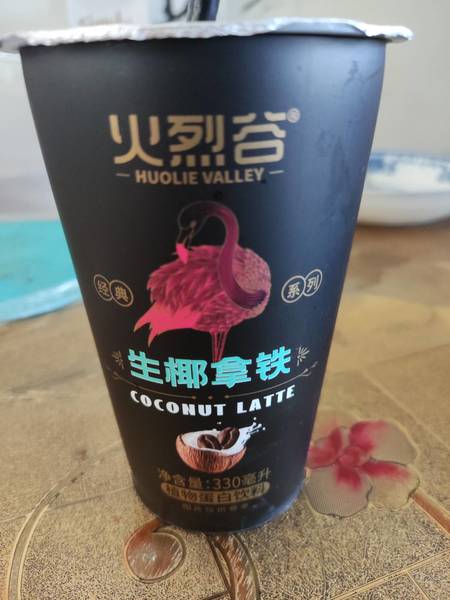 火烈谷®
HUOLIE VALLEY
经典 系列
生椰拿铁
COCONUT LATTE
净含量:330毫升
植物蛋白饮料